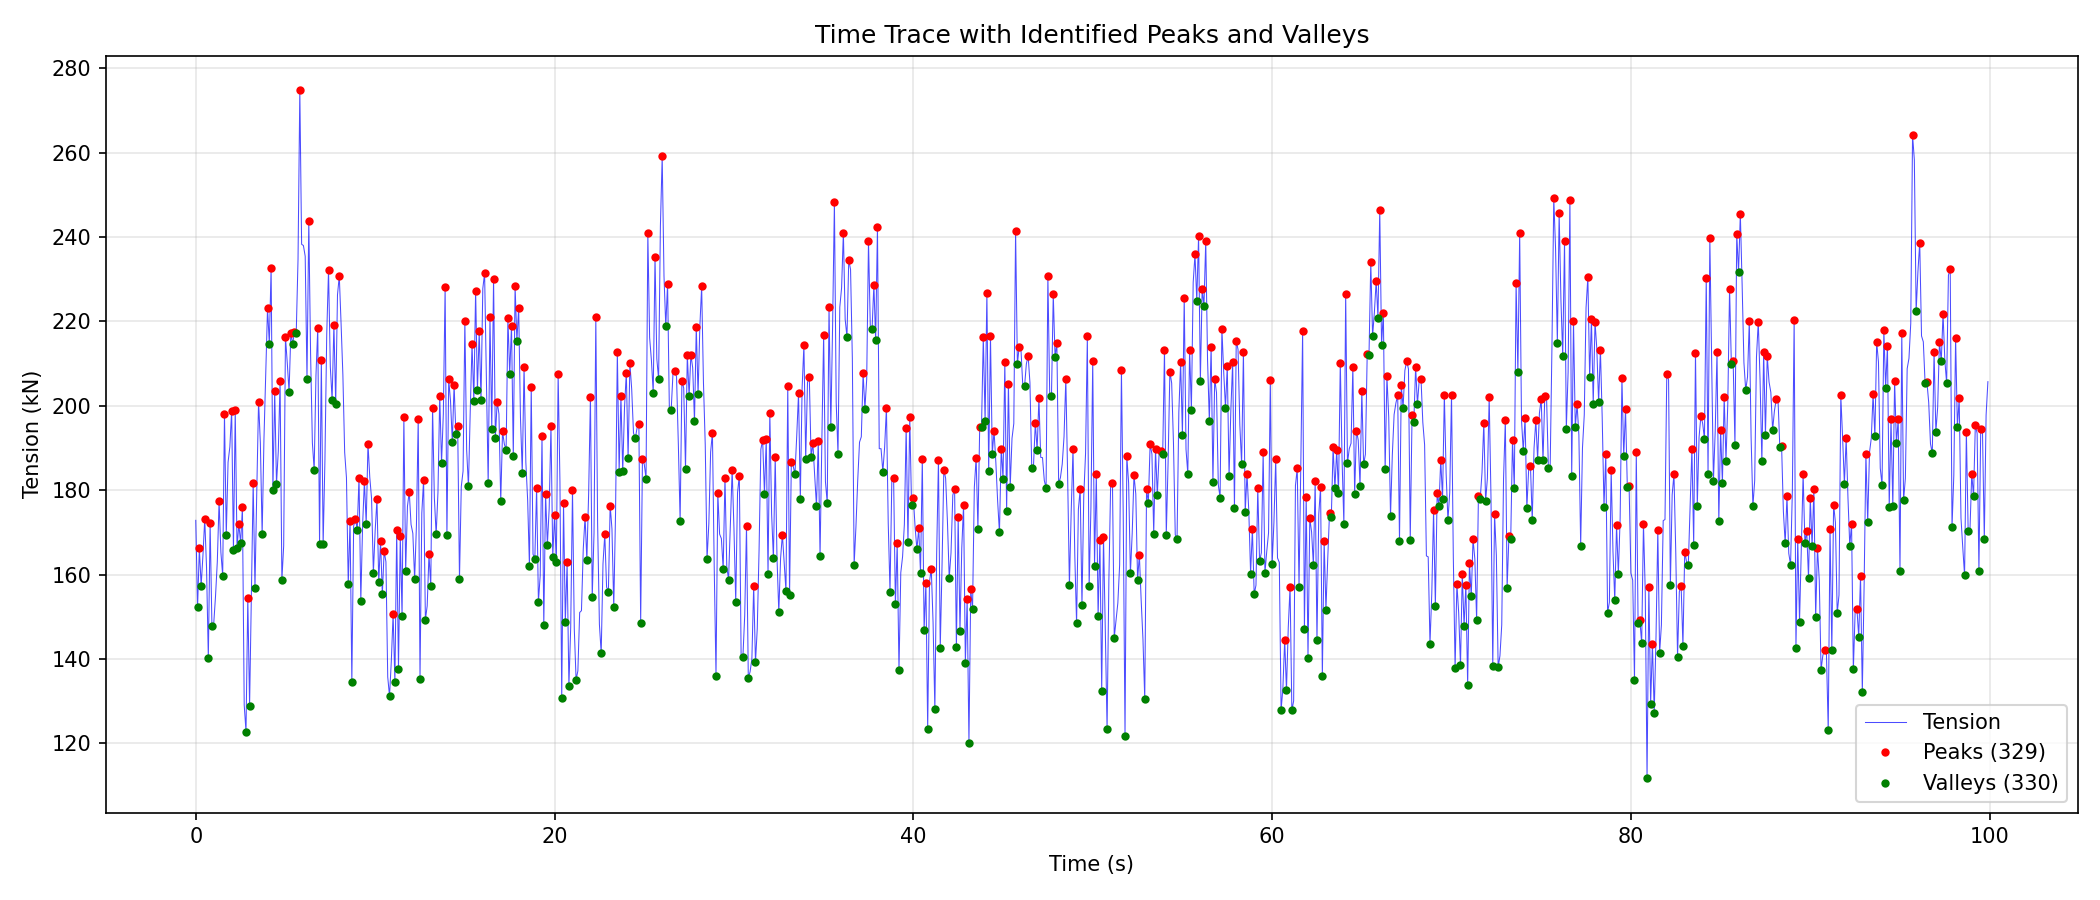 Time Trace with Identified Peaks and Valleys
Tension (kN)
280
260
240
220
200
180
160
140
120
0
20
40
60
80
100
Time (s)
Tension
Peaks (329)
Valleys (330)